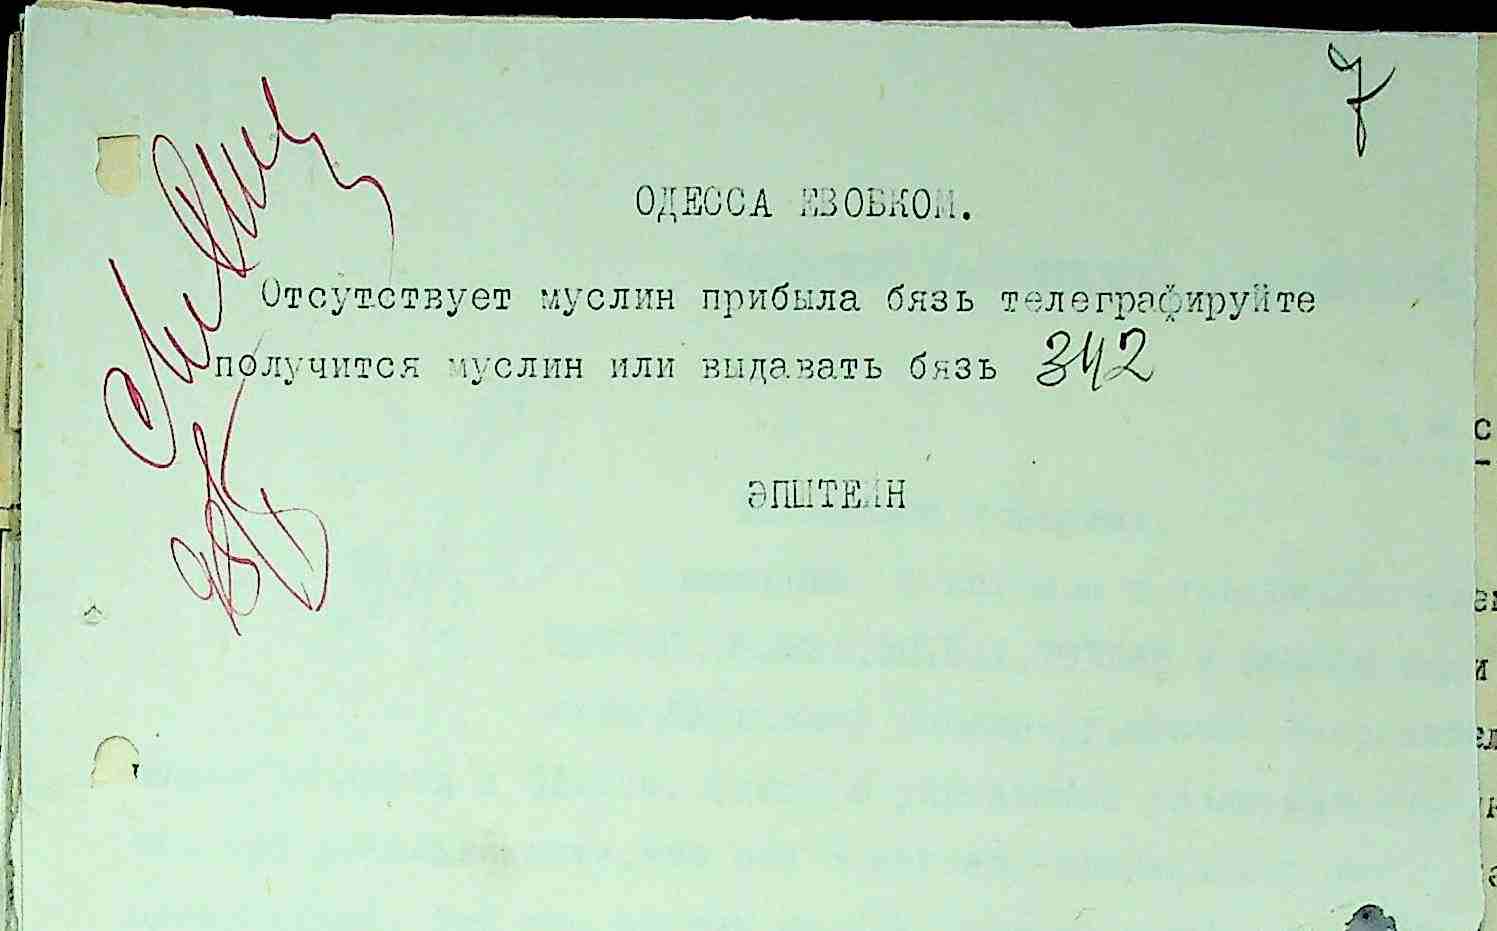 7
ОДЕССА ЕВОБКОМ.
Отсутствует муслин прибыла бязь телеграфируйте
получится муслин или выдавать бязь 342
ЭПШТЕЙН